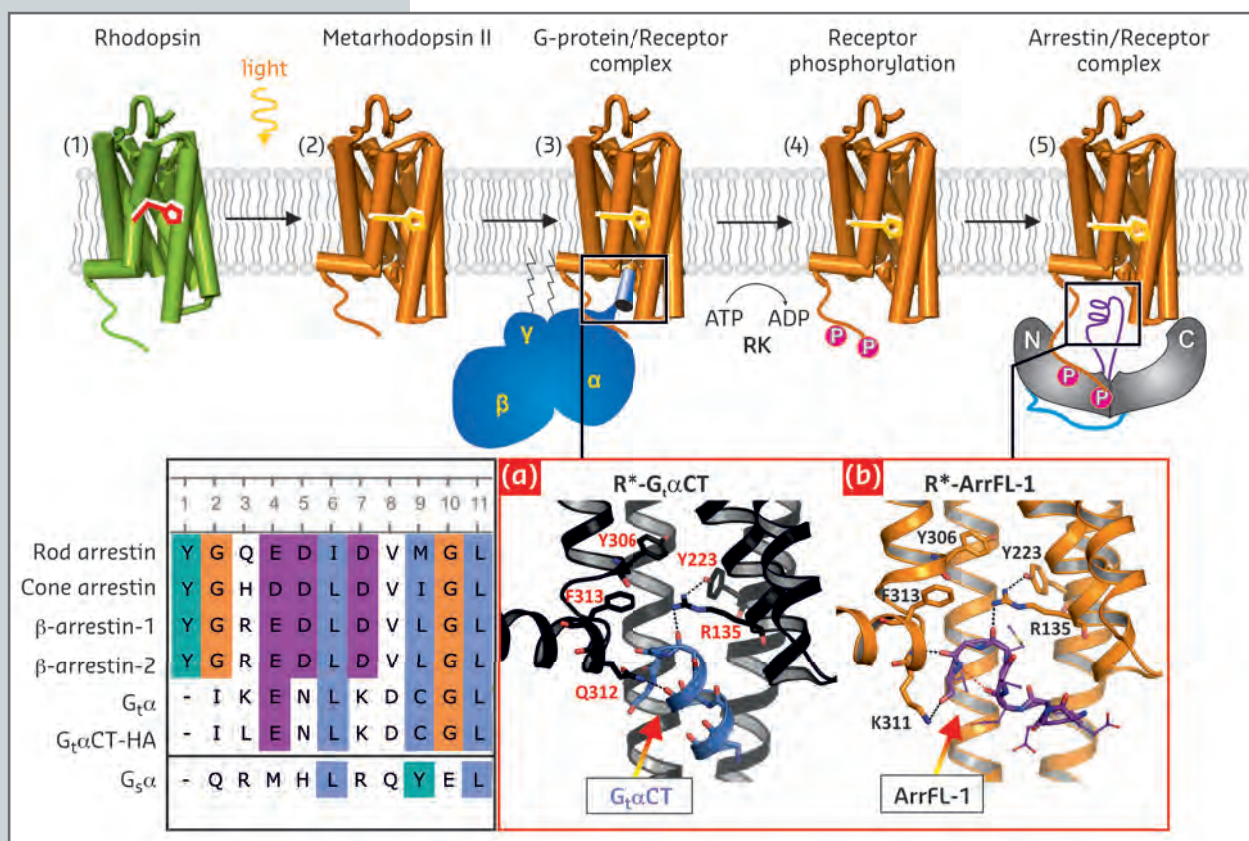 Rhodopsin
light
Metarhodopsin II
G-protein/Receptor
complex
Receptor
phosphorylation
Arrestin/Receptor
complex
(1)
(2)
(3)
(4)
(5)
γ
β
α
ATP ADP
RK
P P
N C
P
P
1 2 3 4 5 6 7 8 9 10 11
Rod arrestin Y G Q E D I D V M G L
Cone arrestin Y G H D D L D V I G L
β-arrestin-1 Y G R E D L D V L G L
β-arrestin-2 Y G R E D L D V L G L
Gₜα - I K E N L K D C G L
GₜαCT-HA - I L E N L K D C G L
Gₛα - Q R M H L R Q Y E L
(a) R*-GₜαCT
Y306
Y223
F313
R135
Q312
GₜαCT
(b) R*-ArrFL-1
Y306
Y223
F313
R135
K311
ArrFL-1